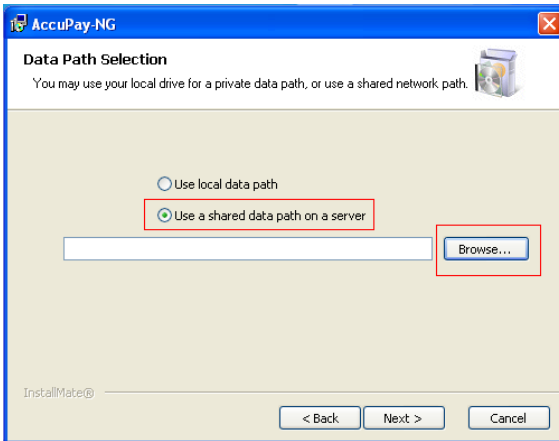 AccuPay-NG
Data Path Selection
You may use your local drive for a private data path, or use a shared network path.
Use local data path
Use a shared data path on a server
Browse...
InstallMate®
< Back Next > Cancel